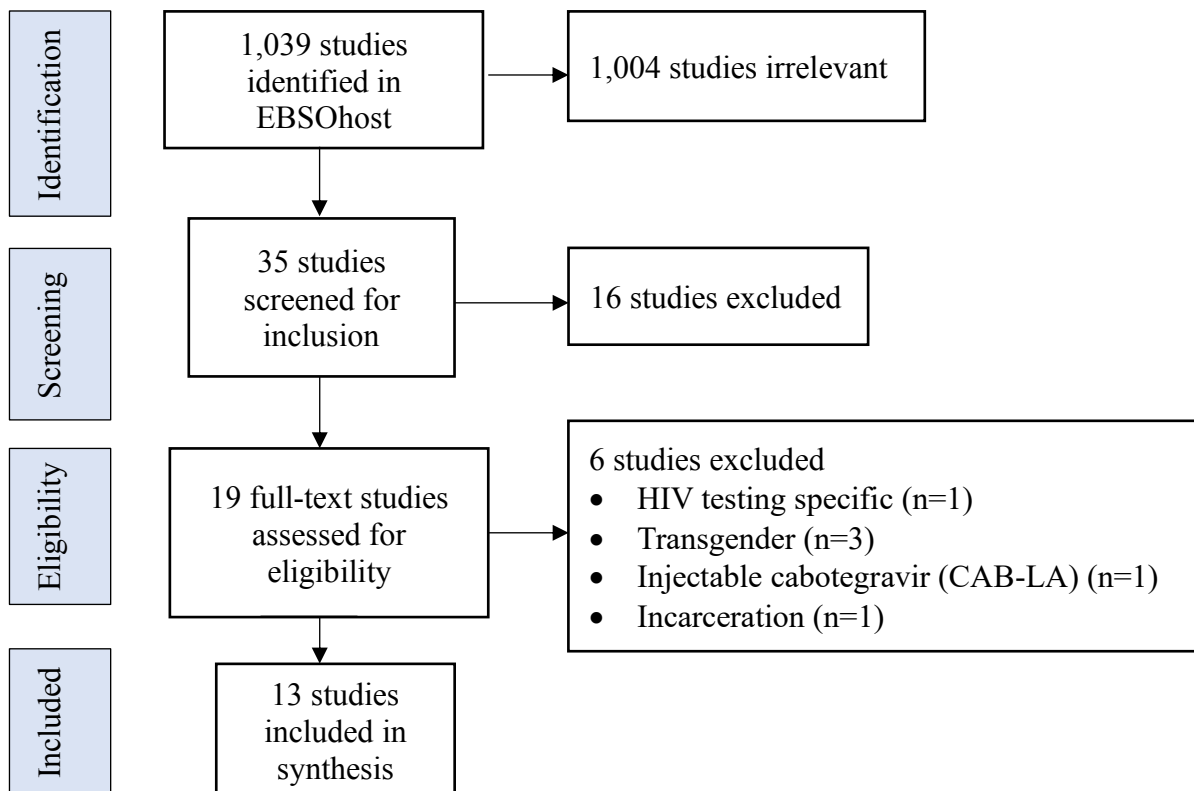 Identification
1,039 studies
identified in
EBSOhost
1,004 studies irrelevant
Screening
35 studies
screened for
inclusion
16 studies excluded
Eligibility
19 full-text studies
assessed for
eligibility
6 studies excluded
• HIV testing specific (n=1)
• Transgender (n=3)
• Injectable cabotegravir (CAB-LA) (n=1)
• Incarceration (n=1)
Included
13 studies
included in
synthesis